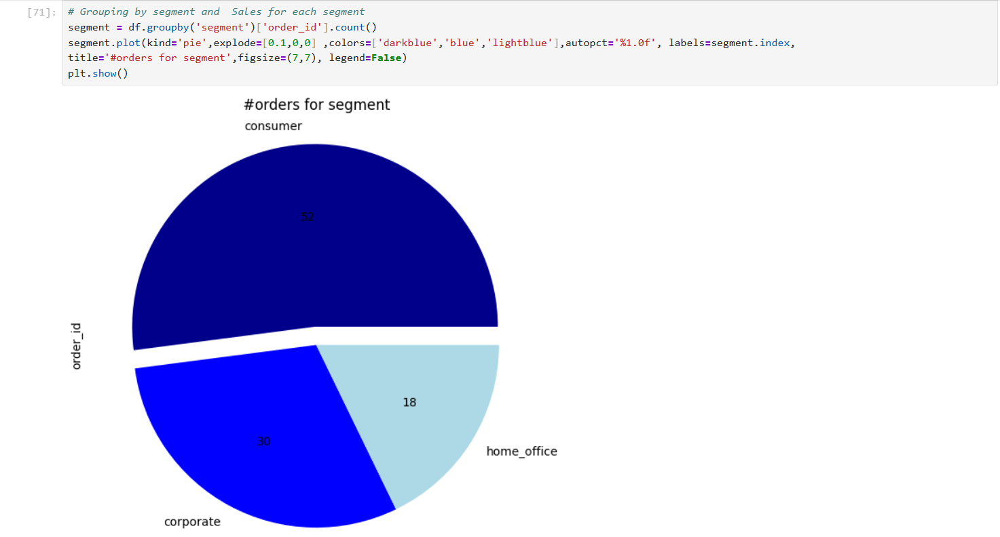 [71]:
# Grouping by segment and  Sales for each segment
segment = df.groupby('segment')['order_id'].count()
segment.plot(kind='pie',explode=[0.1,0,0] ,colors=['darkblue','blue','lightblue'],autopct='%1.0f', labels=segment.index,
title='#orders for segment',figsize=(7,7), legend=False)
plt.show()
#orders for segment
consumer
52
order_id
18
30
home_office
corporate